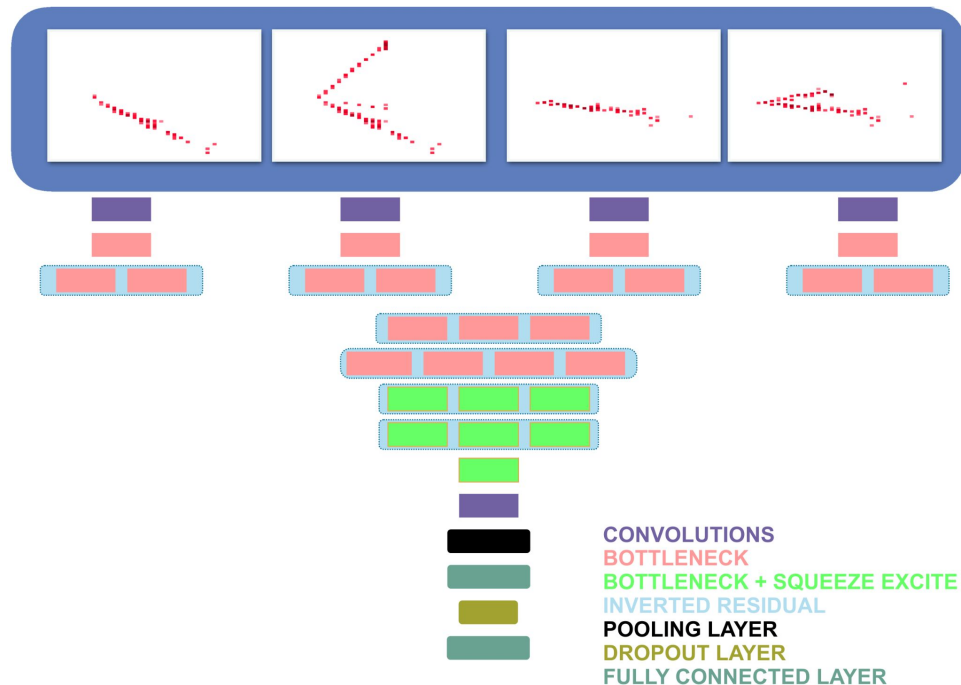 CONVOLUTIONS
BOTTLENECK
BOTTLENECK + SQUEEZE EXCITE
INVERTED RESIDUAL
POOLING LAYER
DROPOUT LAYER
FULLY CONNECTED LAYER